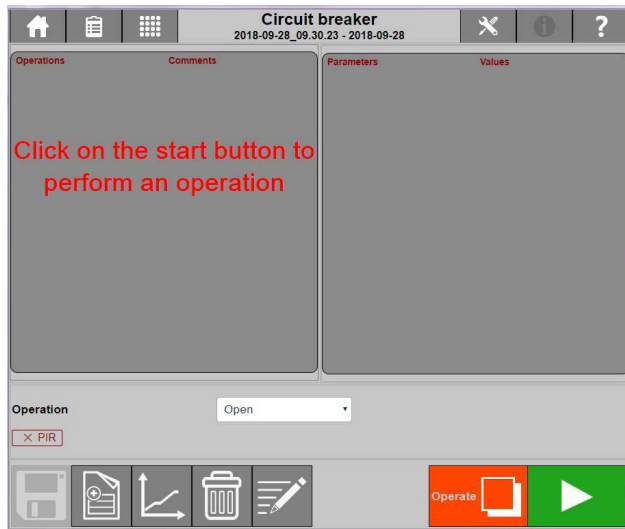 Circuit breaker
2018-09-28_09.30.23 - 2018-09-28
?
Operations Comments
Parameters Values
Click on the start button to
perform an operation
Operation Open
PIR
Operate